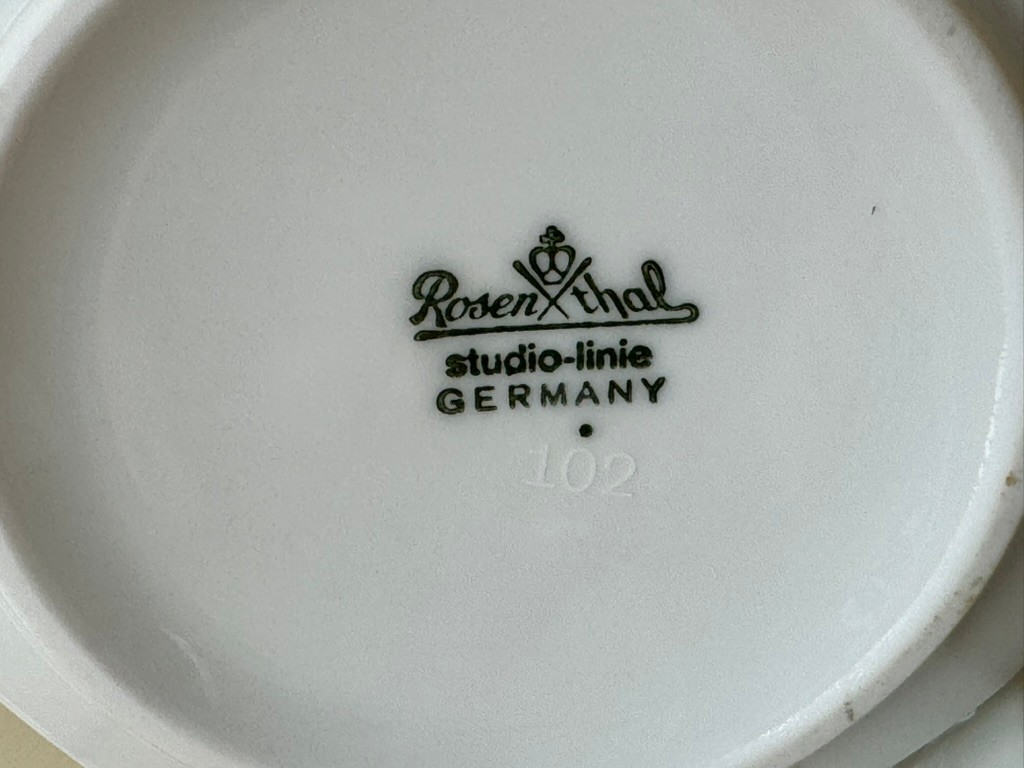 Rosenthal
studio-linie
GERMANY
102